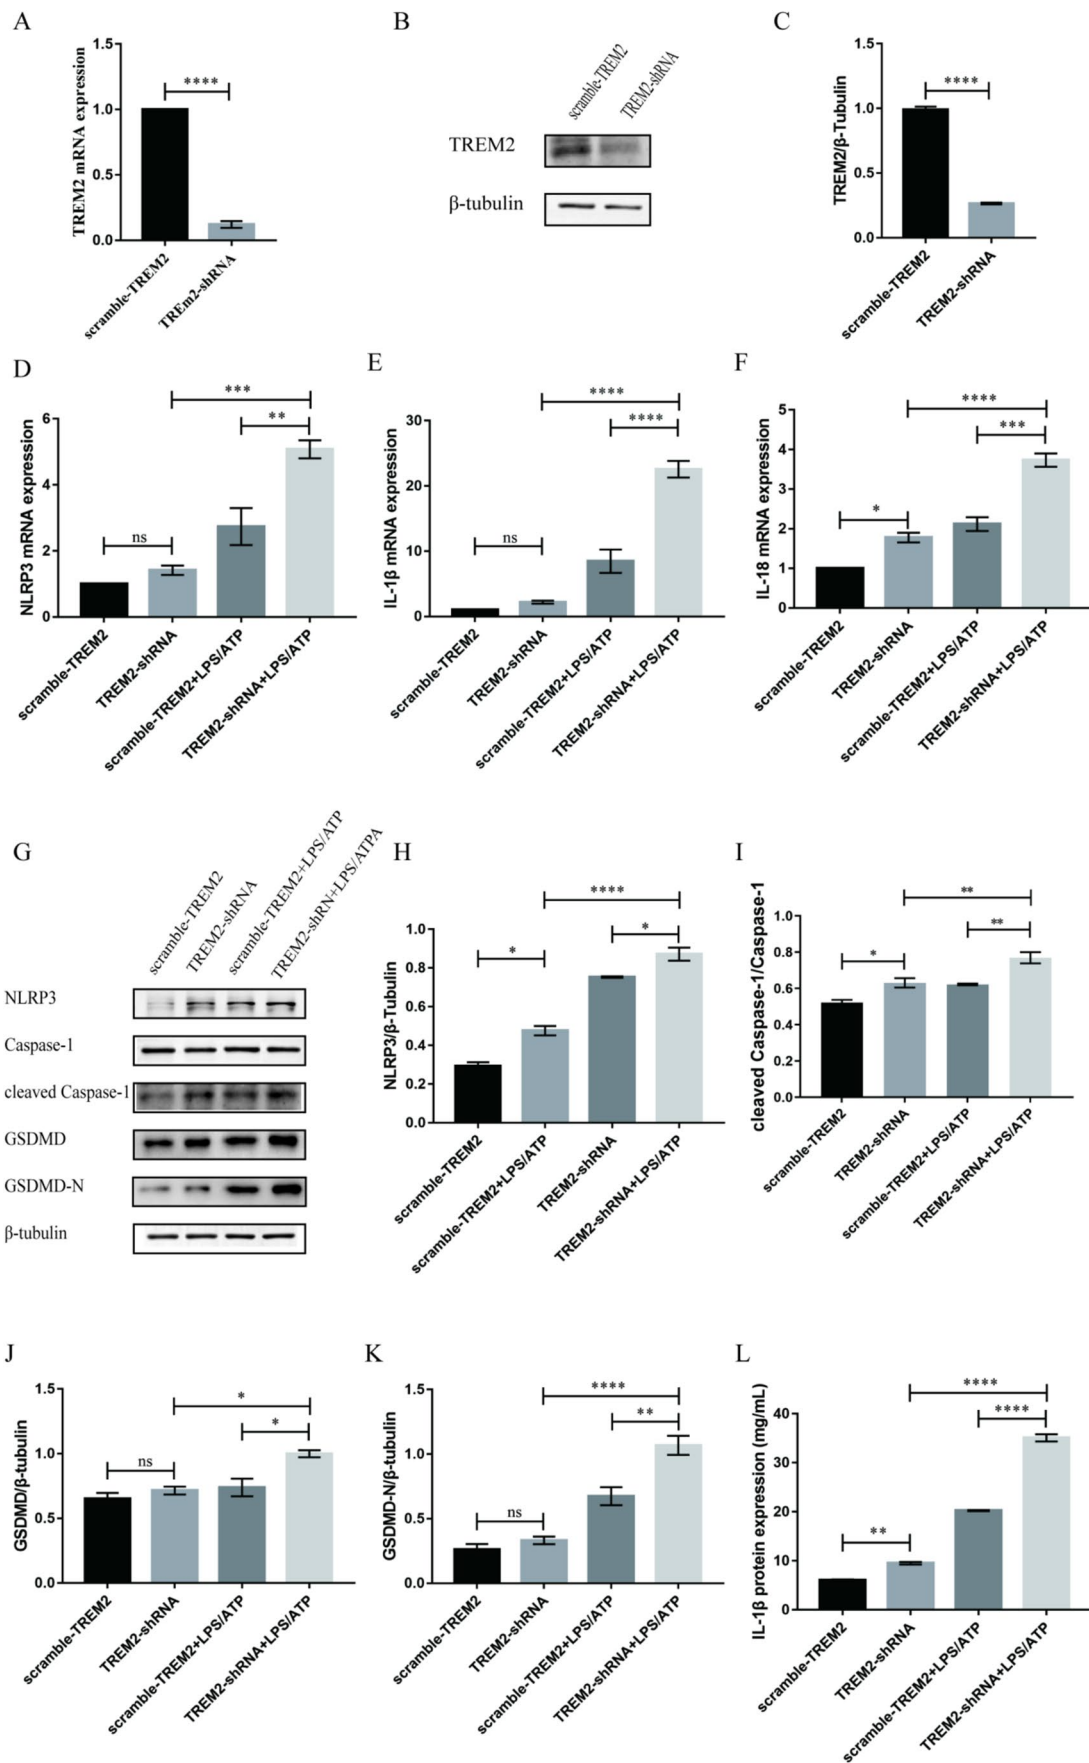 A
TREM2 mRNA expression
1.5
1.0
0.5
0.0
****
scramble-TREM2
TREm2-shRNA
B
scramble-TREM2
TREM2-shRNA
TREM2
β-tubulin
C
TREM2/β-Tubulin
1.5
1.0
0.5
0.0
****
scramble-TREM2
TREM2-shRNA
D
NLRP3 mRNA expression
6
4
2
0
***
**
ns
scramble-TREM2
TREM2-shRNA
scramble-TREM2+LPS/ATP
TREM2-shRNA+LPS/ATP
E
IL-1β mRNA expression
30
20
10
0
****
****
ns
scramble-TREM2
TREM2-shRNA
scramble-TREM2+LPS/ATP
TREM2-shRNA+LPS/ATP
F
IL-18 mRNA expression
5
4
3
2
1
0
****
***
*
scramble-TREM2
TREM2-shRNA
scramble-TREM2+LPS/ATP
TREM2-shRNA+LPS/ATP
G
scramble-TREM2
TREM2-shRNA
scramble-TREM2+LPS/ATP
TREM2-shRN+LPS/ATPA
NLRP3
Caspase-1
cleaved Caspase-1
GSDMD
GSDMD-N
β-tubulin
H
NLRP3/β-Tubulin
1.0
0.8
0.6
0.4
0.2
0.0
****
*
*
scramble-TREM2
scramble-TREM2+LPS/ATP
TREM2-shRNA
TREM2-shRNA+LPS/ATP
I
cleaved Caspase-1/Caspase-1
1.0
0.8
0.6
0.4
0.2
0.0
**
**
*
scramble-TREM2
TREM2-shRNA
scramble-TREM2+LPS/ATP
TREM2-shRNA+LPS/ATP
J
GSDMD/β-tubulin
1.5
1.0
0.5
0.0
*
*
ns
scramble-TREM2
TREM2-shRNA
scramble-TREM2+LPS/ATP
TREM2-shRNA+LPS/ATP
K
GSDMD-N/β-tubulin
1.5
1.0
0.5
0.0
****
**
ns
scramble-TREM2
TREM2-shRNA
scramble-TREM2+LPS/ATP
TREM2-shRNA+LPS/ATP
L
IL-1β protein expression (mg/mL)
40
30
20
10
0
****
****
**
scramble-TREM2
TREM2-shRNA
scramble-TREM2+LPS/ATP
TREM2-shRNA+LPS/ATP